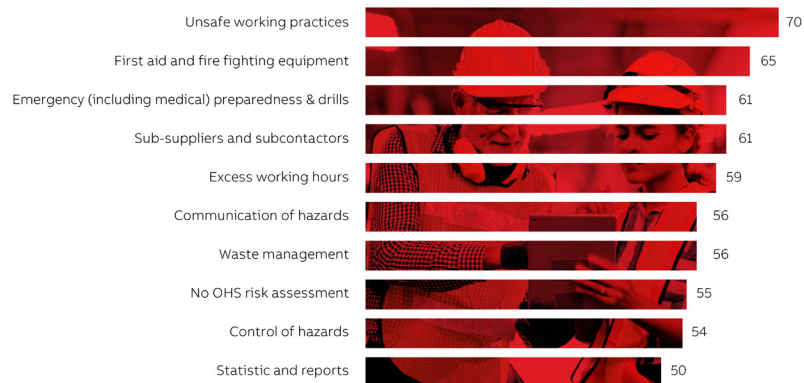 Unsafe working practices 70
First aid and fire fighting equipment 65
Emergency (including medical) preparedness & drills 61
Sub-suppliers and subcontactors 61
Excess working hours 59
Communication of hazards 56
Waste management 56
No OHS risk assessment 55
Control of hazards 54
Statistic and reports 50